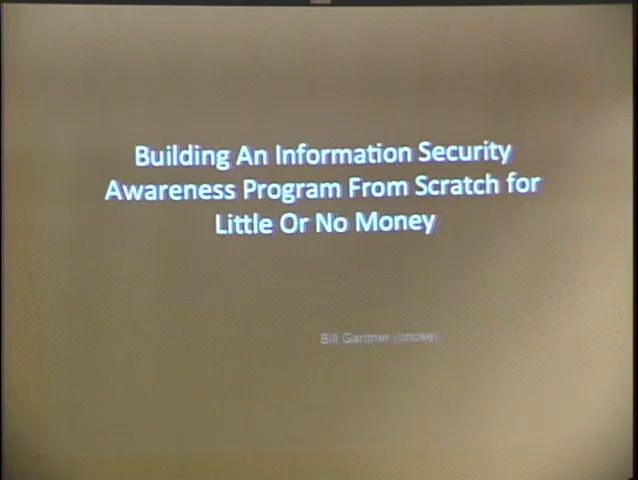 Building An Information Security
Awareness Program From Scratch for
Little Or No Money
Bill Gardner